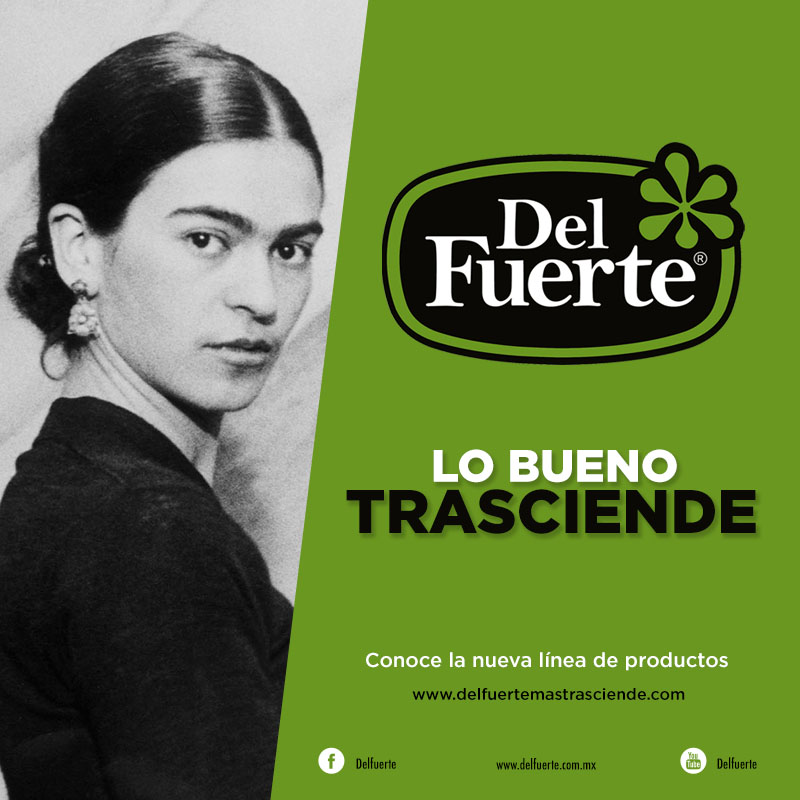 Del
Fuerte®
LO BUENO
TRASCIENDE
Conoce la nueva línea de productos
www.delfuertemastrasciende.com
f Delfuerte www.delfuerte.com.mx You Tube Delfuerte